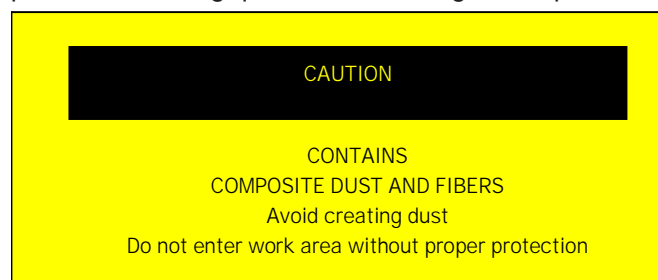 CAUTION
CONTAINS
COMPOSITE DUST AND FIBERS
Avoid creating dust
Do not enter work area without proper protection